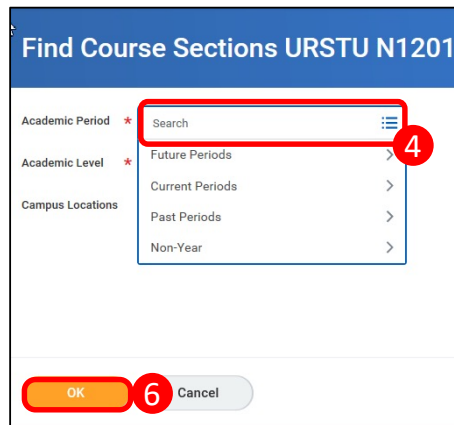 Find Course Sections URSTU N1201
Academic Period *
Search
4
Academic Level *
Future Periods
Current Periods
Campus Locations
Past Periods
Non-Year
OK
6
Cancel